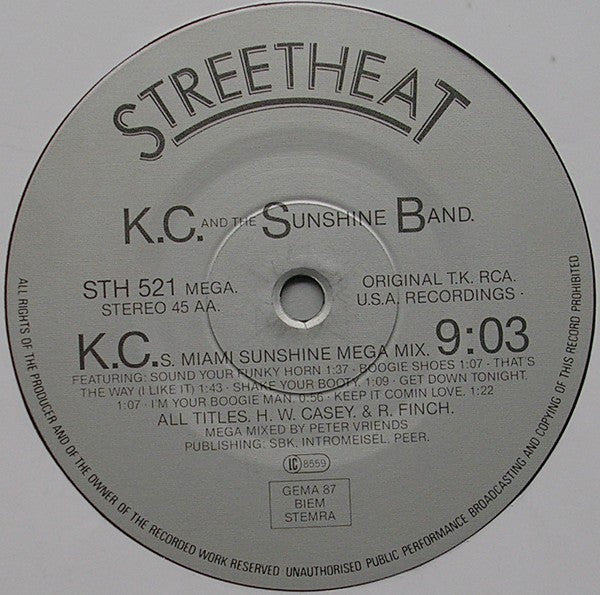 STREETHEAT
K.C. AND THE SUNSHINE BAND.
STH 521 MEGA.
STEREO 45 AA.
ORIGINAL T.K. RCA.
U.S.A. RECORDINGS -
K.C.S. MIAMI SUNSHINE MEGA MIX. 9:03
FEATURING: SOUND YOUR FUNKY HORN 1:37 · BOOGIE SHOES 1:07 · THAT'S
THE WAY (I LIKE IT) 1:43 · SHAKE YOUR BOOTY. 1:09 · GET DOWN TONIGHT.
1:07 · I'M YOUR BOOGIE MAN. 0:56 · KEEP IT COMIN LOVE. 1:22
ALL TITLES. H. W. CASEY. & R. FINCH.
MEGA MIXED BY PETER VRIENDS
PUBLISHING: SBK. INTROMEISEL. PEER.
LC 8559
GEMA 87
BIEM
STEMRA
ALL RIGHTS OF THE PRODUCER AND OF THE OWNER OF THE RECORDED WORK RESERVED · UNAUTHORISED PUBLIC PERFORMANCE BROADCASTING AND COPYING OF THIS RECORD PROHIBITED